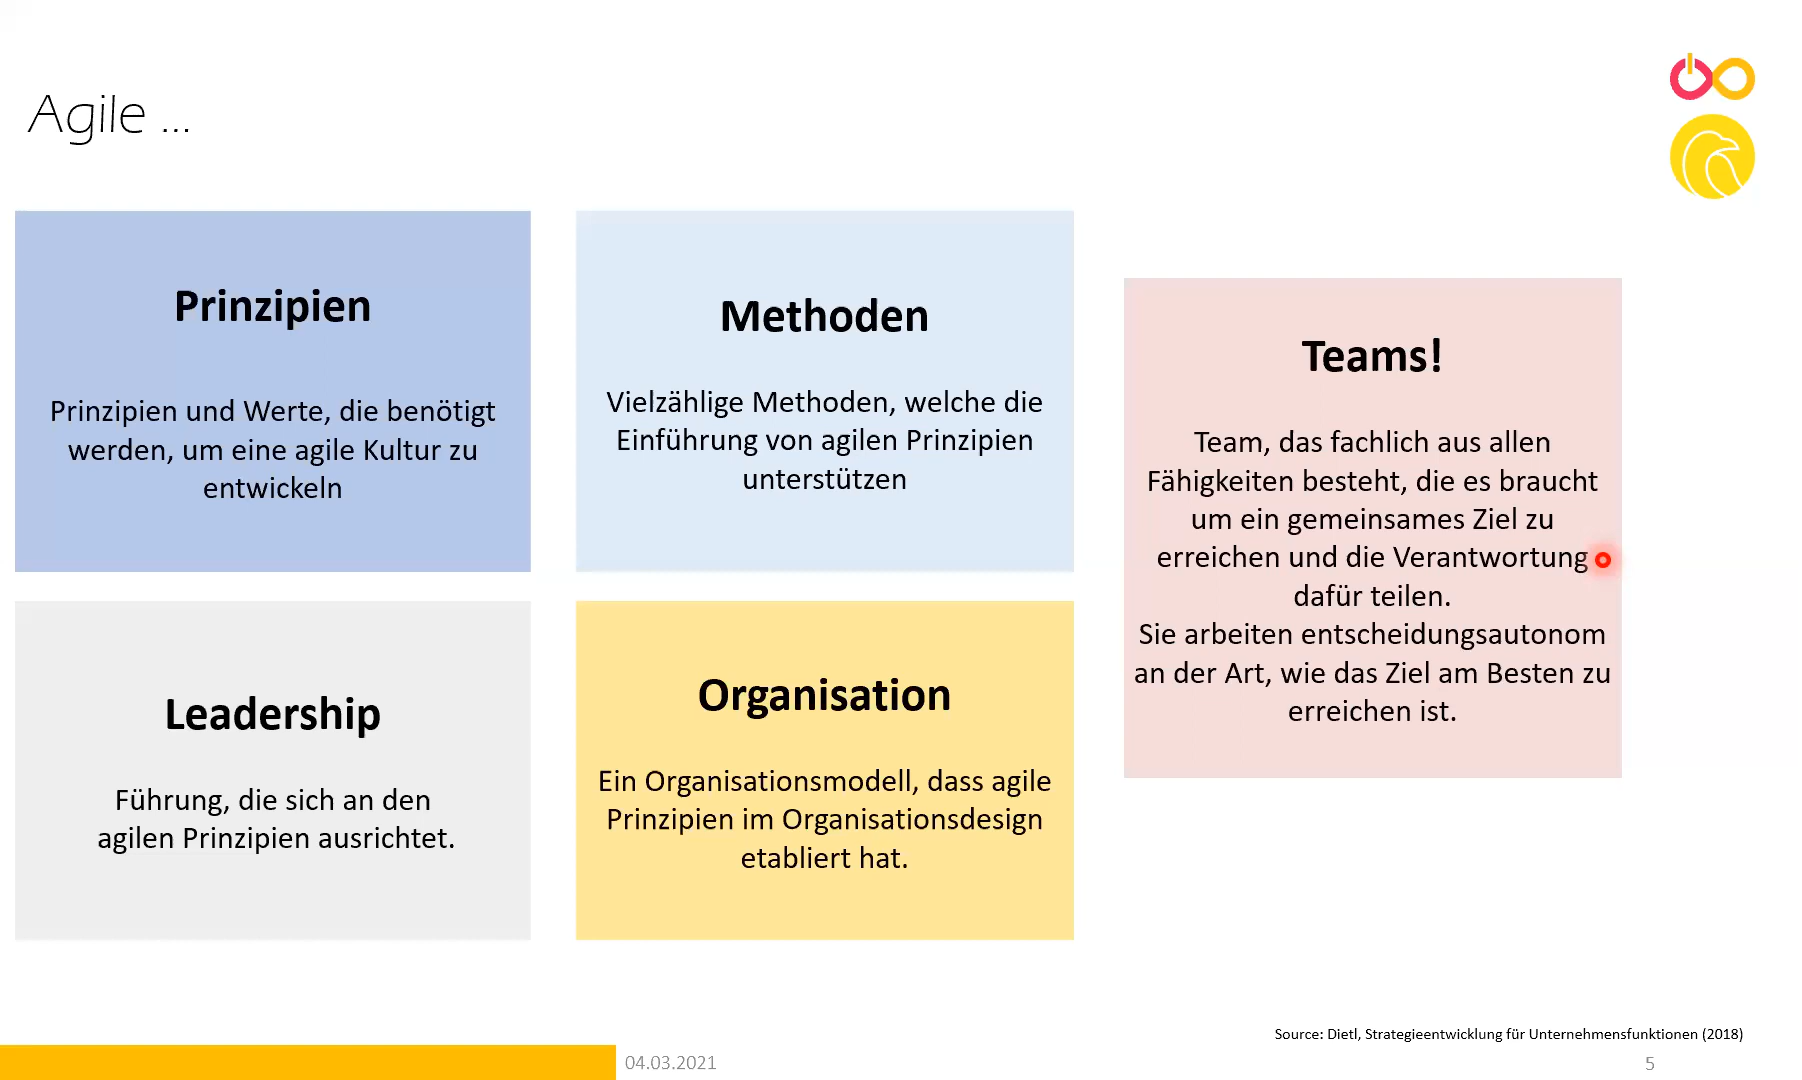 Agile ...
Prinzipien
Prinzipien und Werte, die benötigt
werden, um eine agile Kultur zu
entwickeln
Methoden
Vielzählige Methoden, welche die
Einführung von agilen Prinzipien
unterstützen
Teams!
Team, das fachlich aus allen
Fähigkeiten besteht, die es braucht
um ein gemeinsames Ziel zu
erreichen und die Verantwortung
dafür teilen.
Sie arbeiten entscheidungsautonom
an der Art, wie das Ziel am Besten zu
erreichen ist.
Leadership
Führung, die sich an den
agilen Prinzipien ausrichtet.
Organisation
Ein Organisationsmodell, dass agile
Prinzipien im Organisationsdesign
etabliert hat.
Source: Dietl, Strategieentwicklung für Unternehmensfunktionen (2018)
04.03.2021
5